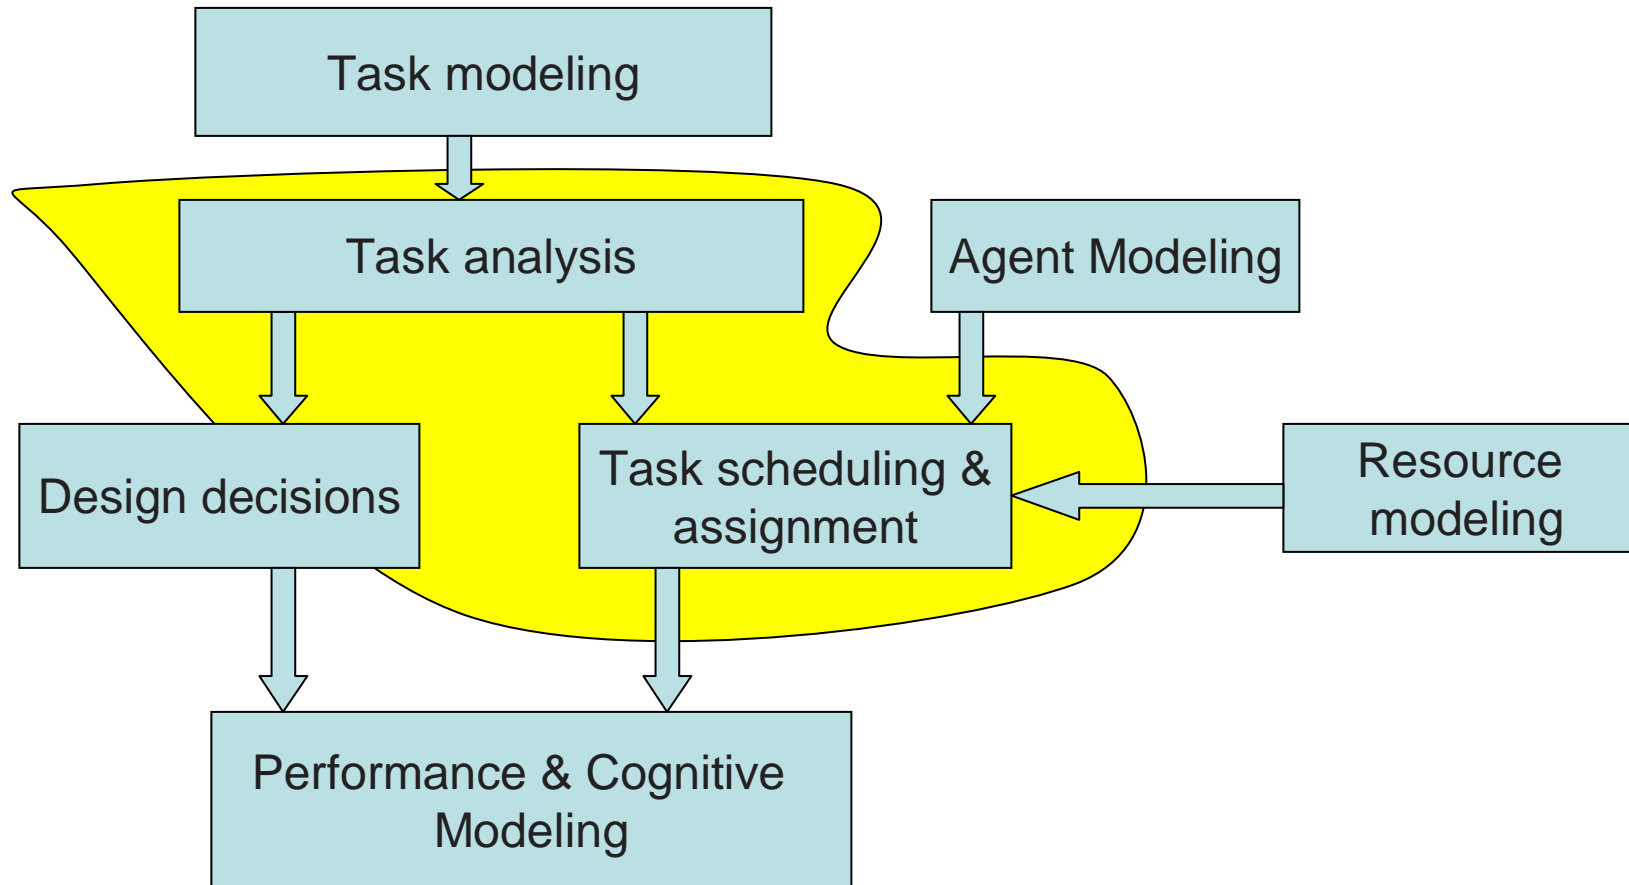 Task modeling
Task analysis
Agent Modeling
Design decisions
Task scheduling &
assignment
Resource
modeling
Performance & Cognitive
Modeling